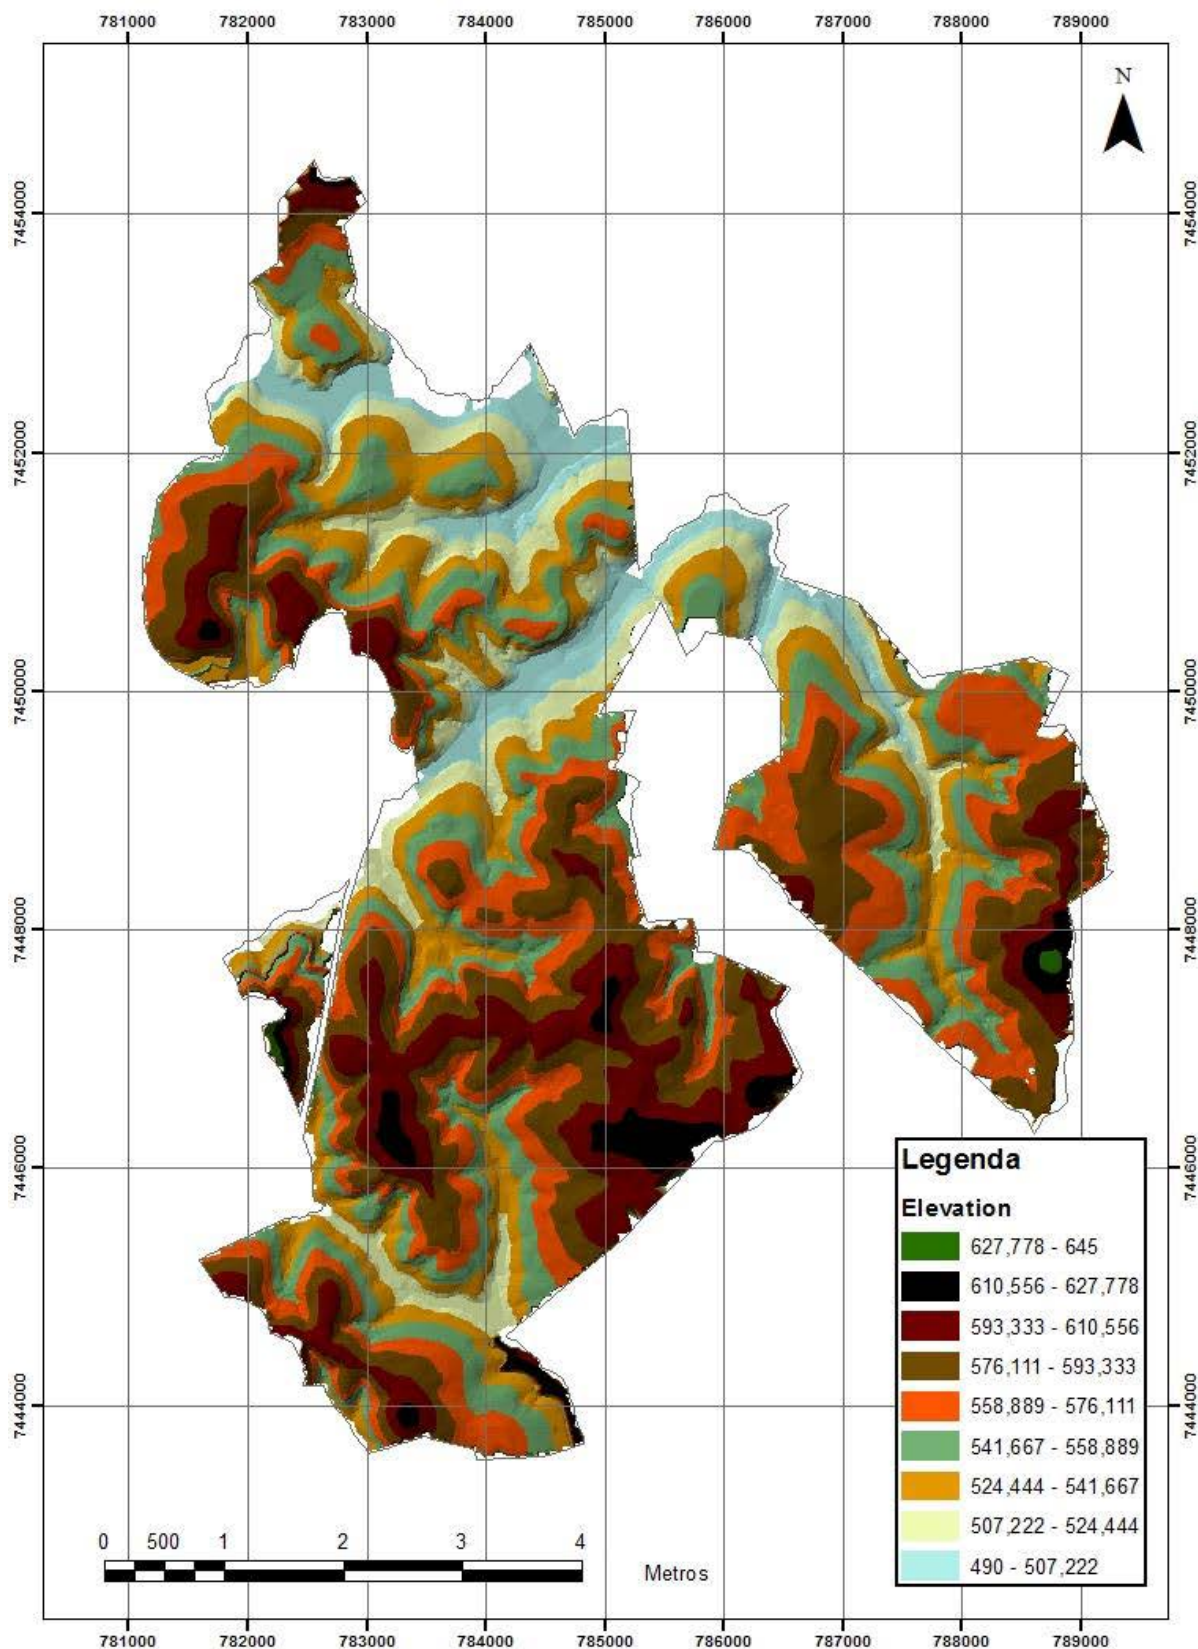 781000 782000 783000 784000 785000 786000 787000 788000 789000
N
7454000 7454000
7452000 7452000
7450000 7450000
7448000 7448000
7446000 7446000
7444000 7444000
Legenda
Elevation
627,778 - 645
610,556 - 627,778
593,333 - 610,556
576,111 - 593,333
558,889 - 576,111
541,667 - 558,889
524,444 - 541,667
507,222 - 524,444
490 - 507,222
0 500 1 2 3 4
Metros
781000 782000 783000 784000 785000 786000 787000 788000 789000